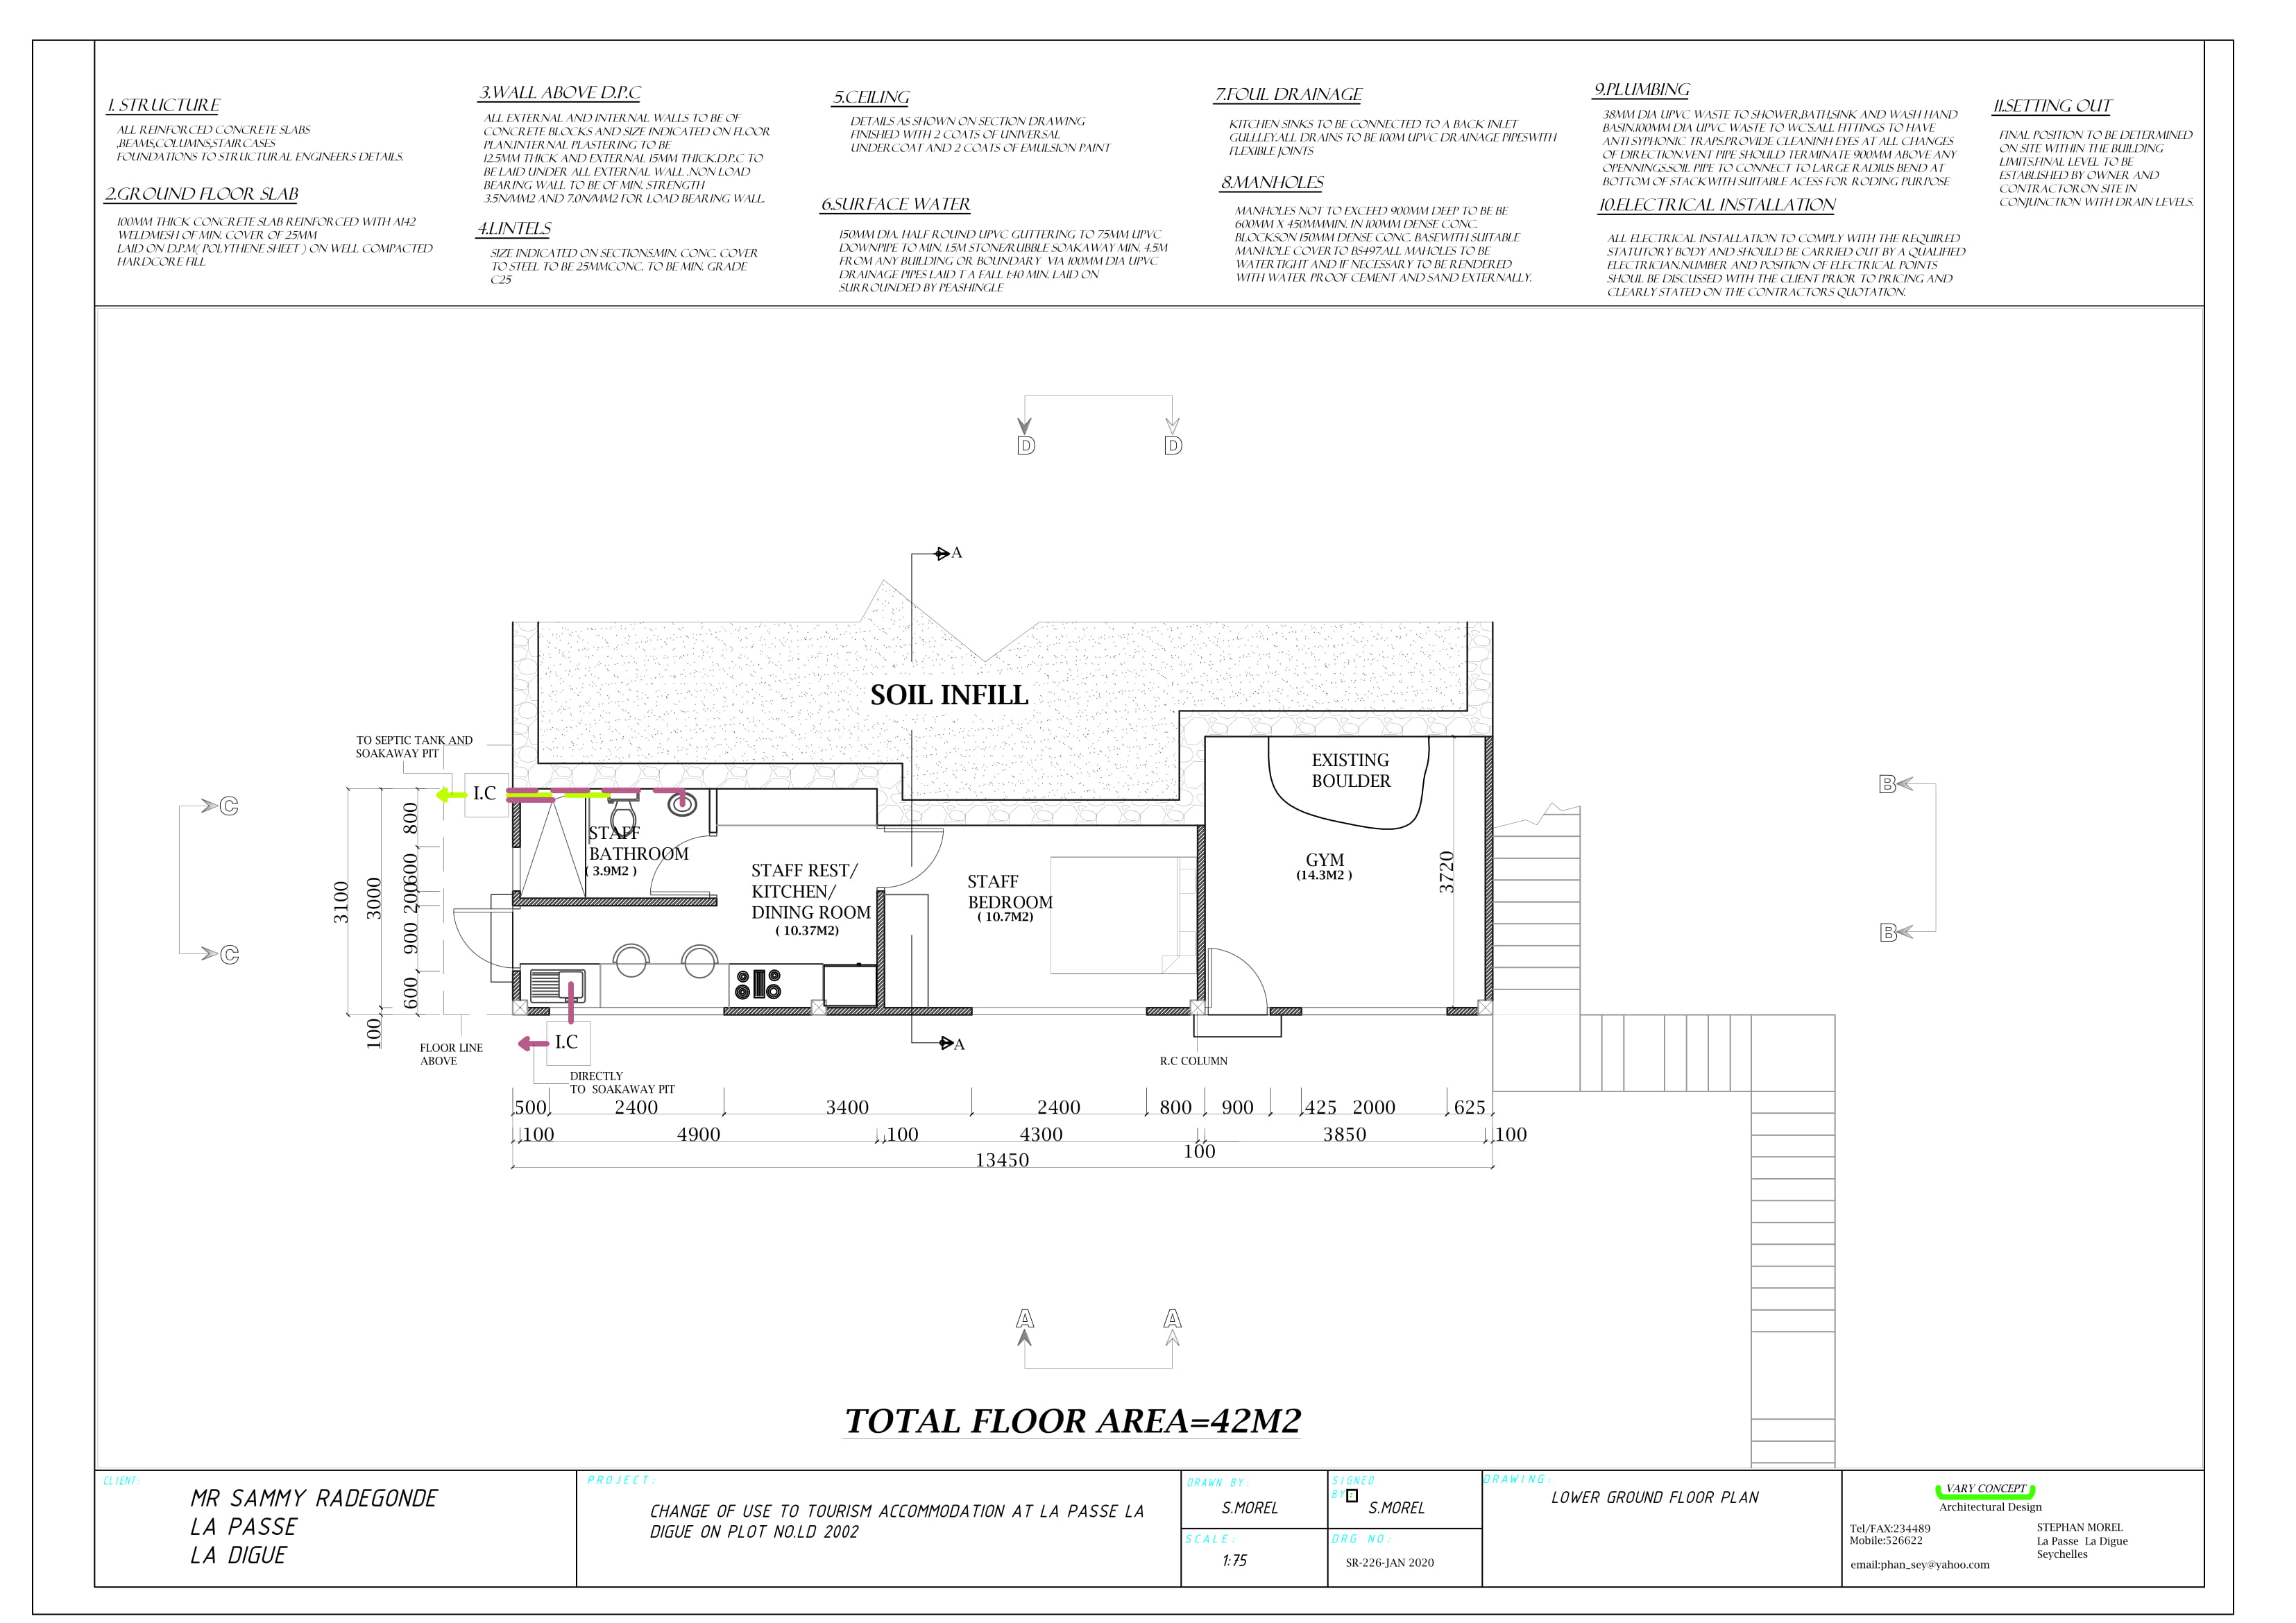 1. STRUCTURE
ALL REINFORCED CONCRETE SLABS
,BEAMS,COLUMNS,STAIRCASES
FOUNDATIONS TO STRUCTURAL ENGINEERS DETAILS.
2.GROUND FLOOR SLAB
100MM THICK CONCRETE SLAB REINFORCED WITH A142
WELDMESH OF MIN. COVER OF 25MM
LAID ON D.P.M( POLYTHENE SHEET ) ON WELL COMPACTED
HARDCORE FILL
3.WALL ABOVE D.P.C
ALL EXTERNAL AND INTERNAL WALLS TO BE OF
CONCRETE BLOCKS AND SIZE INDICATED ON FLOOR
PLAN.INTERNAL PLASTERING TO BE
12.5MM THICK AND EXTERNAL 15MM THICK.D.P.C TO
BE LAID UNDER ALL EXTERNAL WALL .NON LOAD
BEARING WALL TO BE OF MIN. STRENGTH
3.5N/MM2 AND 7.0N/MM2 FOR LOAD BEARING WALL.
4.LINTELS
SIZE INDICATED ON SECTIONS.MIN. CONC. COVER
TO STEEL TO BE 25MMCONC. TO BE MIN. GRADE
C25
5.CEILING
DETAILS AS SHOWN ON SECTION DRAWING
FINISHED WITH 2 COATS OF UNIVERSAL
UNDERCOAT AND 2 COATS OF EMULSION PAINT
6.SURFACE WATER
150MM DIA. HALF ROUND UPVC GUTTERING TO 75MM UPVC
DOWNPIPE TO MIN. 1.5M STONE/RUBBLE SOAKAWAY MIN. 4.5M
FROM ANY BUILDING OR BOUNDARY VIA 100MM DIA UPVC
DRAINAGE PIPES LAID T A FALL 1:40 MIN. LAID ON
SURROUNDED BY PEASHINGLE
7.FOUL DRAINAGE
KITCHEN SINKS TO BE CONNECTED TO A BACK INLET
GUILLEY.ALL DRAINS TO BE 100M UPVC DRAINAGE PIPESWITH
FLEXIBLE JOINTS
8.MANHOLES
MANHOLES NOT TO EXCEED 900MM DEEP TO BE BE
600MM X 450MMMIN. IN 100MM DENSE CONC.
BLOCKSON 150MM DENSE CONC. BASEWITH SUITABLE
MANHOLE COVERTO BS497.ALL MAHOLES TO BE
WATERTIGHT AND IF NECESSARY TO BE RENDERED
WITH WATER PROOF CEMENT AND SAND EXTERNALLY.
9.PLUMBING
38MM DIA UPVC WASTE TO SHOWER,BATH,SINK AND WASH HAND
BASIN.100MM DIA UPVC WASTE TO WC'S.ALL FITTINGS TO HAVE
ANTI SYPHONIC TRAPS.PROVIDE CLEANINH EYES AT ALL CHANGES
OF DIRECTION.VENT PIPE SHOULD TERMINATE 900MM ABOVE ANY
OPENNINGS.SOIL PIPE TO CONNECT TO LARGE RADIUS BEND AT
BOTTOM OF STACKWITH SUITABLE ACESS FOR RODING PURPOSE
10.ELECTRICAL INSTALLATION
ALL ELECTRICAL INSTALLATION TO COMPLY WITH THE REQUIRED
STATUTORY BODY AND SHOULD BE CARRIED OUT BY A QUALIFIED
ELECTRICIAN.NUMBER AND POSITION OF ELECTRICAL POINTS
SHOUL BE DISCUSSED WITH THE CLIENT PRIOR TO PRICING AND
CLEARLY STATED ON THE CONTRACTORS QUOTATION.
11.SETTING OUT
FINAL POSITION TO BE DETERMINED
ON SITE WITHIN THE BUILDING
LIMITS.FINAL LEVEL TO BE
ESTABLISHED BY OWNER AND
CONTRACTORON SITE IN
CONJUNCTION WITH DRAIN LEVELS.
D D
A
SOIL INFILL
TO SEPTIC TANK AND
SOAKAWAY PIT
I.C
EXISTING
BOULDER
STAFF
BATHROOM
( 3.9M2 )
STAFF REST/
KITCHEN/
DINING ROOM
( 10.37M2)
STAFF
BEDROOM
( 10.7M2)
GYM
(14.3M2 )
3720
C
C
B
B
3100
3000
100
800
600
200
900
600
I.C
FLOOR LINE
ABOVE
DIRECTLY
TO SOAKAWAY PIT
A
R.C COLUMN
500 2400 3400 2400 800 900 425 2000 625
100 4900 100 4300 100 3850 100
13450
A A
TOTAL FLOOR AREA=42M2
CLIENT:
MR SAMMY RADEGONDE
LA PASSE
LA DIGUE
PROJECT:
CHANGE OF USE TO TOURISM ACCOMMODATION AT LA PASSE LA
DIGUE ON PLOT NO.LD 2002
DRAWN BY:
S.MOREL
SIGNED
BY:
S.MOREL
SCALE:
1:75
DRG NO:
SR-226-JAN 2020
DRAWING:
LOWER GROUND FLOOR PLAN
VARY CONCEPT
Architectural Design
Tel/FAX:234489
Mobile:526622
email:phan_sey@yahoo.com
STEPHAN MOREL
La Passe La Digue
Seychelles